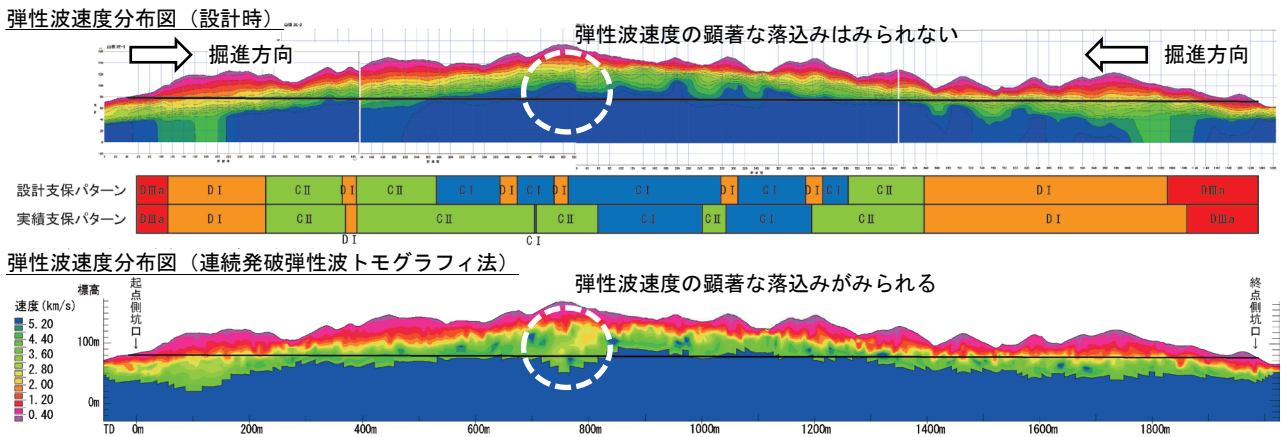 弾性波速度分布図（設計時）
弾性波速度の顕著な落込みはみられない
掘進方向
掘進方向
設計支保パターン
DⅢa DⅠ CⅡ DⅠ CⅡ CⅠ DⅠ CⅠ DⅠ CⅠ DⅠ CⅠ DⅠ CⅠ CⅡ DⅠ DⅢa
実績支保パターン
DⅢa DⅠ CⅡ CⅡ CⅡ CⅠ CⅡ CⅠ CⅡ DⅠ DⅢa
DⅠ CⅠ
弾性波速度分布図（連続発破弾性波トモグラフィ法）
弾性波速度の顕著な落込みがみられる
速度(km/s)
5.20
4.40
3.60
2.80
2.00
1.20
0.40
標高
100m
0m
起点側坑口
終点側坑口
TD 0m 200m 400m 600m 800m 1000m 1200m 1400m 1600m 1800m